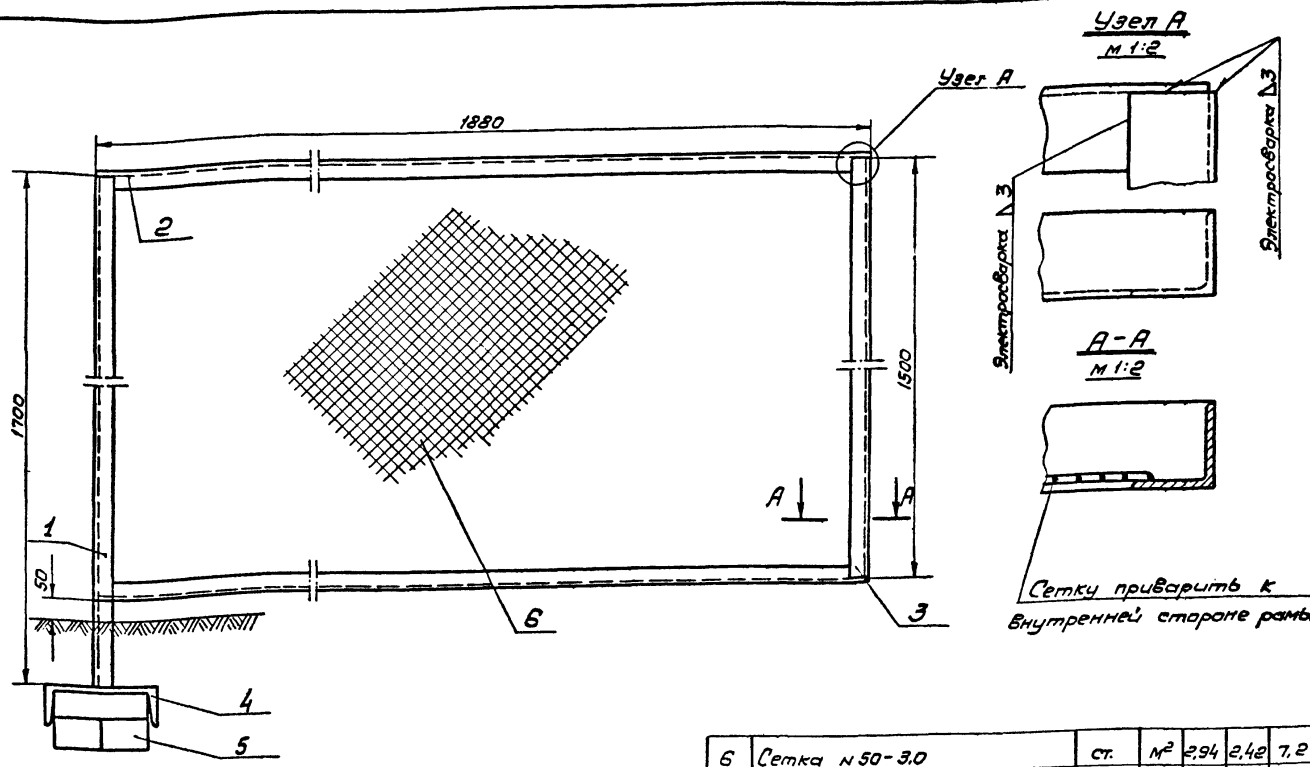 Узел А
М 1:2
Узел А
1880
Электросварка 3
Электросварка 3
2
1700
1500
А-А
М 1:2
А А
1
50
Сетку приварить к
внутренней стороне рамы
6
3
4
5
6 Сетка N 50-3,0 ст. м² 2,94 2,42 7,2